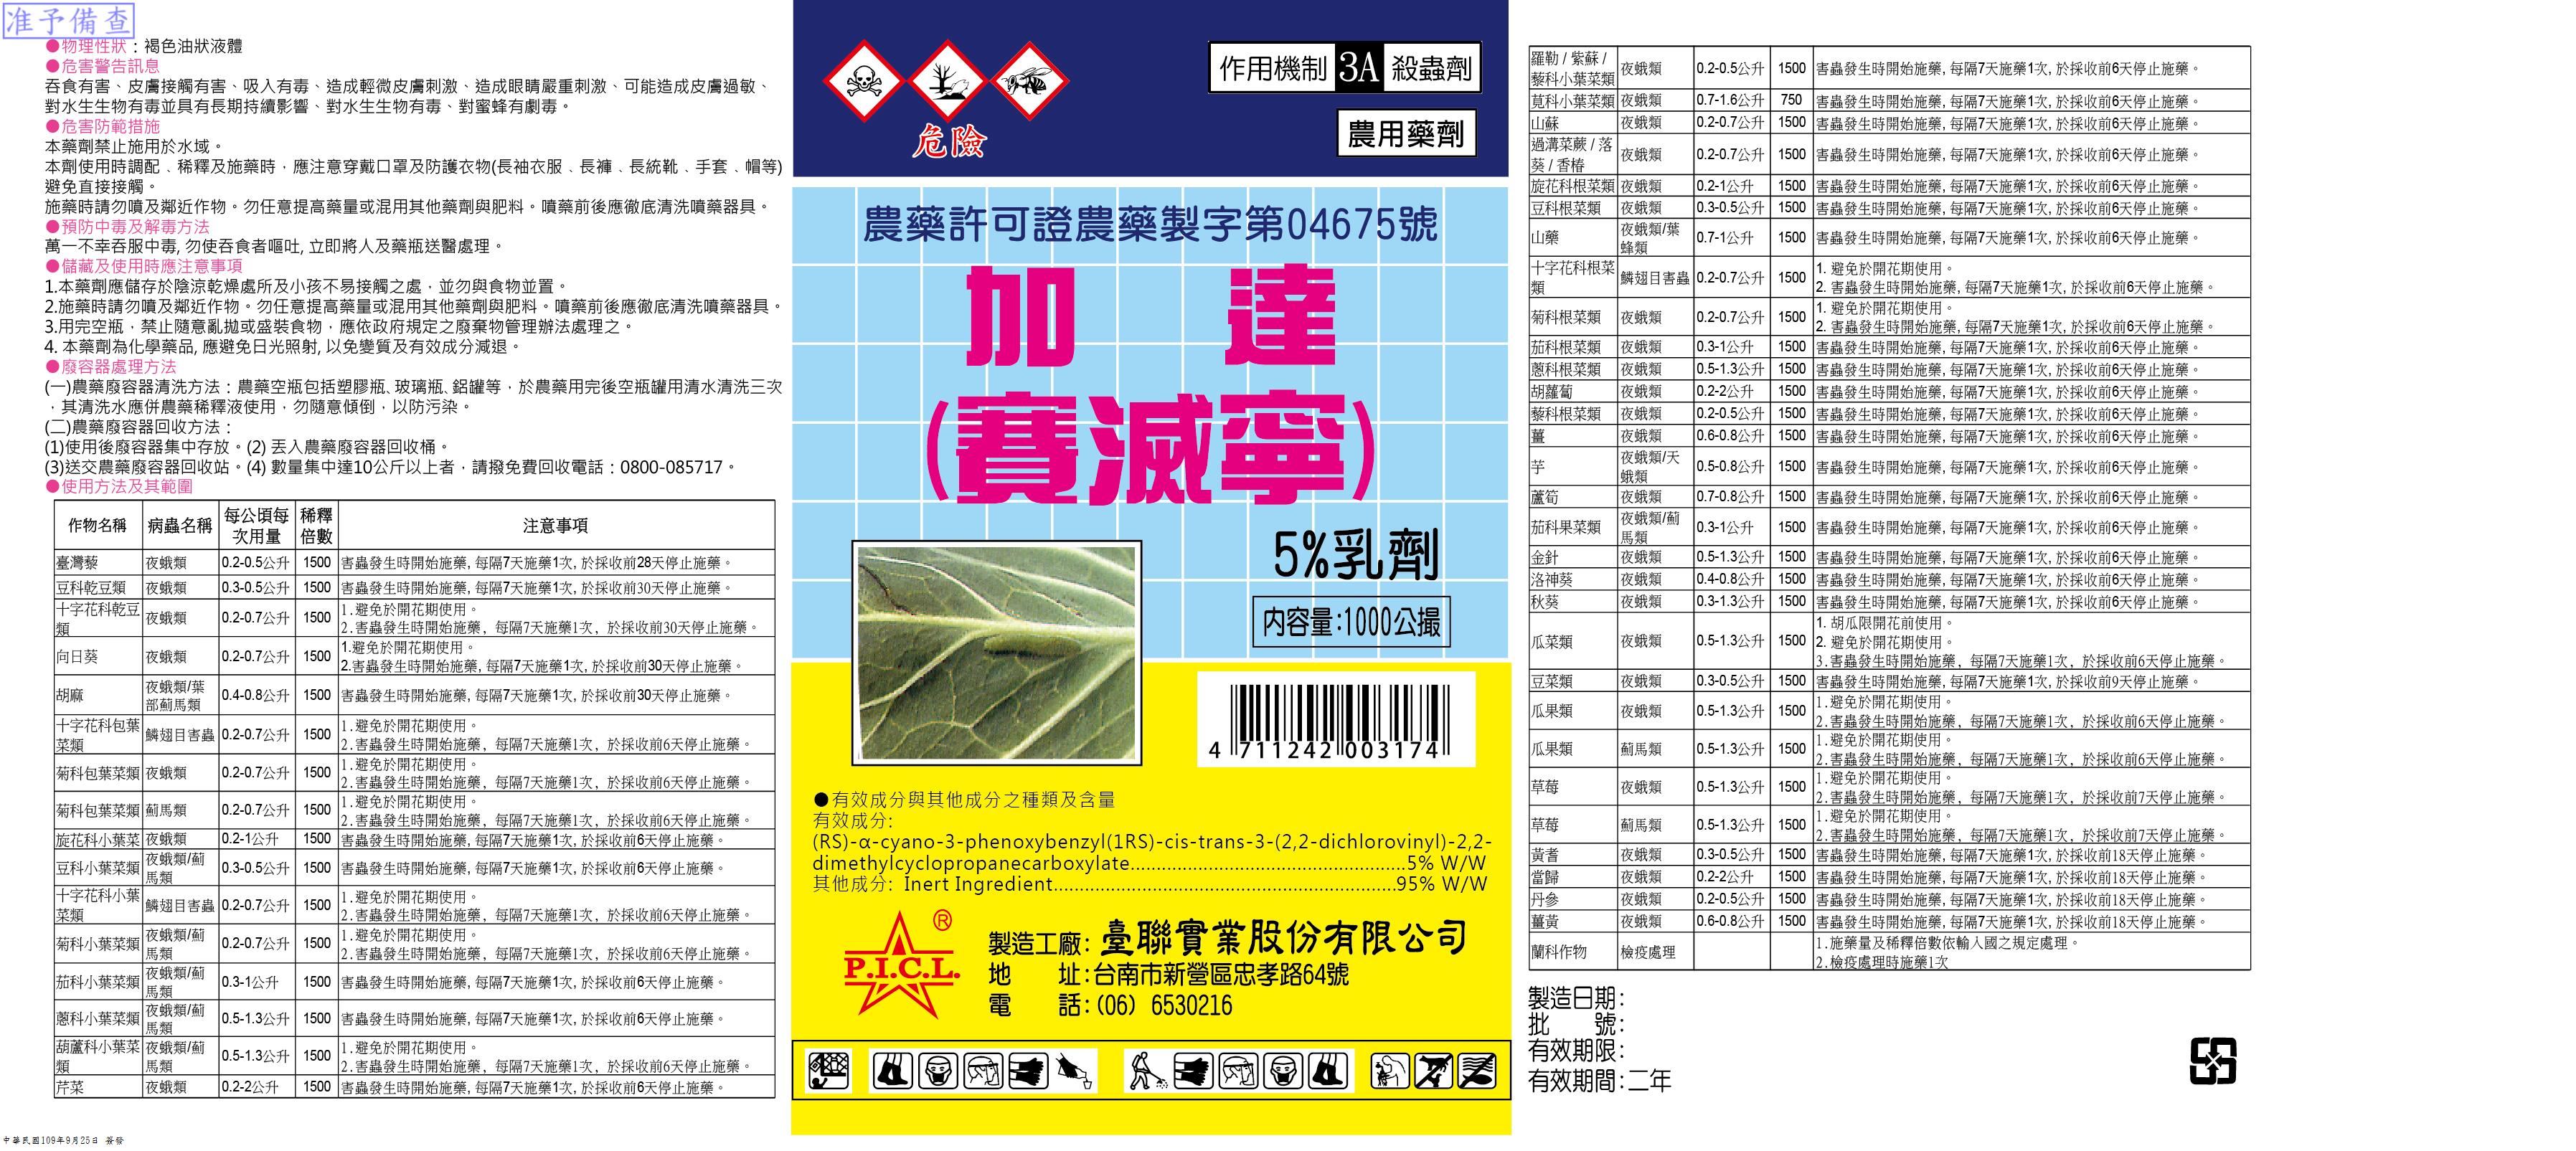 准予備查
●物理性狀：褐色油狀液體
●危害警告訊息
吞食有害、皮膚接觸有害、吸入有毒、造成輕微皮膚刺激、造成眼睛嚴重刺激、可能造成皮膚過敏、
對水生生物有毒並具有長期持續影響、對水生生物有毒、對蜜蜂有劇毒。
●危害防範措施
本藥劑禁止施用於水域。
本劑使用時調配、稀釋及施藥時，應注意穿戴口罩及防護衣物(長袖衣服、長褲、長統靴、手套、帽等)
避免直接接觸。
施藥時請勿噴及鄰近作物。勿任意提高藥量或混用其他藥劑與肥料。噴藥前後應徹底清洗噴藥器具。
●預防中毒及解毒方法
萬一不幸吞服中毒, 勿使吞食者嘔吐, 立即將人及藥瓶送醫處理。
●儲藏及使用時應注意事項
1.本藥劑應儲存於陰涼乾燥處所及小孩不易接觸之處，並勿與食物並置。
2.施藥時請勿噴及鄰近作物。勿任意提高藥量或混用其他藥劑與肥料。噴藥前後應徹底清洗噴藥器具。
3.用完空瓶，禁止隨意亂拋或盛裝食物，應依政府規定之廢棄物管理辦法處理之。
4. 本藥劑為化學藥品, 應避免日光照射, 以免變質及有效成分減退。
●廢容器處理方法
(一)農藥廢容器清洗方法：農藥空瓶包括塑膠瓶、玻璃瓶、鋁罐等，於農藥用完後空瓶罐用清水清洗三次
，其清洗水應併農藥稀釋液使用，勿隨意傾倒，以防污染。
(二)農藥廢容器回收方法：
(1)使用後廢容器集中存放。(2) 丟入農藥廢容器回收桶。
(3)送交農藥廢容器回收站。(4) 數量集中達10公斤以上者，請撥免費回收電話：0800-085717。
●使用方法及其範圍
作物名稱 病蟲名稱 每公頃每次用量 稀釋倍數 注意事項
臺灣藜 夜蛾類 0.2-0.5公升 1500 害蟲發生時開始施藥, 每隔7天施藥1次, 於採收前28天停止施藥。
豆科乾豆類 夜蛾類 0.3-0.5公升 1500 害蟲發生時開始施藥, 每隔7天施藥1次, 於採收前30天停止施藥。
十字花科乾豆類 夜蛾類 0.2-0.7公升 1500 1.避免於開花期使用。
2.害蟲發生時開始施藥, 每隔7天施藥1次, 於採收前30天停止施藥。
向日葵 夜蛾類 0.2-0.7公升 1500 1.避免於開花期使用。
2.害蟲發生時開始施藥, 每隔7天施藥1次, 於採收前30天停止施藥。
胡麻 夜蛾類/葉部薊馬類 0.4-0.8公升 1500 害蟲發生時開始施藥, 每隔7天施藥1次, 於採收前30天停止施藥。
十字花科包葉菜類 鱗翅目害蟲 0.2-0.7公升 1500 1.避免於開花期使用。
2.害蟲發生時開始施藥, 每隔7天施藥1次, 於採收前6天停止施藥。
菊科包葉菜類 夜蛾類 0.2-0.7公升 1500 1.避免於開花期使用。
2.害蟲發生時開始施藥, 每隔7天施藥1次, 於採收前6天停止施藥。
菊科包葉菜類 薊馬類 0.2-0.7公升 1500 1.避免於開花期使用。
2.害蟲發生時開始施藥, 每隔7天施藥1次, 於採收前6天停止施藥。
旋花科小葉菜 夜蛾類 0.2-1公升 1500 害蟲發生時開始施藥, 每隔7天施藥1次, 於採收前6天停止施藥。
豆科小葉菜類 夜蛾類/薊馬類 0.3-0.5公升 1500 害蟲發生時開始施藥, 每隔7天施藥1次, 於採收前6天停止施藥。
十字花科小葉菜類 鱗翅目害蟲 0.2-0.7公升 1500 1.避免於開花期使用。
2.害蟲發生時開始施藥, 每隔7天施藥1次, 於採收前6天停止施藥。
菊科小葉菜類 夜蛾類/薊馬類 0.2-0.7公升 1500 1.避免於開花期使用。
2.害蟲發生時開始施藥, 每隔7天施藥1次, 於採收前6天停止施藥。
茄科小葉菜類 夜蛾類/薊馬類 0.3-1公升 1500 害蟲發生時開始施藥, 每隔7天施藥1次, 於採收前6天停止施藥。
蔥科小葉菜類 夜蛾類/薊馬類 0.5-1.3公升 1500 害蟲發生時開始施藥, 每隔7天施藥1次, 於採收前6天停止施藥。
葫蘆科小葉菜類 夜蛾類/薊馬類 0.5-1.3公升 1500 1.避免於開花期使用。
2.害蟲發生時開始施藥, 每隔7天施藥1次, 於採收前6天停止施藥。
芹菜 夜蛾類 0.2-2公升 1500 害蟲發生時開始施藥, 每隔7天施藥1次, 於採收前6天停止施藥。
中華民國109年9月25日 簽發
危險
作用機制 3A 殺蟲劑
農用藥劑
農藥許可證農藥製字第04675號
加達
(賽滅寧)
5%乳劑
內容量:1000公撮
4 711242 003174
●有效成分與其他成分之種類及含量
有效成分:
(RS)-α-cyano-3-phenoxybenzyl(1RS)-cis-trans-3-(2,2-dichlorovinyl)-2,2-
dimethylcyclopropanecarboxylate.....................................................5% W/W
其他成分: Inert Ingredient.................................................................95% W/W
®
P.I.C.L.
製造工廠: 臺聯實業股份有限公司
地 址:台南市新營區忠孝路64號
電 話:(06) 6530216
羅勒 / 紫蘇 / 藜科小葉菜類 夜蛾類 0.2-0.5公升 1500 害蟲發生時開始施藥, 每隔7天施藥1次, 於採收前6天停止施藥。
莧科小葉菜類 夜蛾類 0.7-1.6公升 750 害蟲發生時開始施藥, 每隔7天施藥1次, 於採收前6天停止施藥。
山蘇 夜蛾類 0.2-0.7公升 1500 害蟲發生時開始施藥, 每隔7天施藥1次, 於採收前6天停止施藥。
過溝菜蕨 / 落葵 / 香椿 夜蛾類 0.2-0.7公升 1500 害蟲發生時開始施藥, 每隔7天施藥1次, 於採收前6天停止施藥。
旋花科根菜類 夜蛾類 0.2-1公升 1500 害蟲發生時開始施藥, 每隔7天施藥1次, 於採收前6天停止施藥。
豆科根菜類 夜蛾類 0.3-0.5公升 1500 害蟲發生時開始施藥, 每隔7天施藥1次, 於採收前6天停止施藥。
山藥 夜蛾類/葉蜂類 0.7-1公升 1500 害蟲發生時開始施藥, 每隔7天施藥1次, 於採收前6天停止施藥。
十字花科根菜類 鱗翅目害蟲 0.2-0.7公升 1500 1. 避免於開花期使用。
2. 害蟲發生時開始施藥, 每隔7天施藥1次, 於採收前6天停止施藥。
菊科根菜類 夜蛾類 0.2-0.7公升 1500 1. 避免於開花期使用。
2. 害蟲發生時開始施藥, 每隔7天施藥1次, 於採收前6天停止施藥。
茄科根菜類 夜蛾類 0.3-1公升 1500 害蟲發生時開始施藥, 每隔7天施藥1次, 於採收前6天停止施藥。
蔥科根菜類 夜蛾類 0.5-1.3公升 1500 害蟲發生時開始施藥, 每隔7天施藥1次, 於採收前6天停止施藥。
胡蘿蔔 夜蛾類 0.2-2公升 1500 害蟲發生時開始施藥, 每隔7天施藥1次, 於採收前6天停止施藥。
藜科根菜類 夜蛾類 0.2-0.5公升 1500 害蟲發生時開始施藥, 每隔7天施藥1次, 於採收前6天停止施藥。
薑 夜蛾類 0.6-0.8公升 1500 害蟲發生時開始施藥, 每隔7天施藥1次, 於採收前6天停止施藥。
芋 夜蛾類/天蛾類 0.5-0.8公升 1500 害蟲發生時開始施藥, 每隔7天施藥1次, 於採收前6天停止施藥。
蘆筍 夜蛾類 0.7-0.8公升 1500 害蟲發生時開始施藥, 每隔7天施藥1次, 於採收前6天停止施藥。
茄科果菜類 夜蛾類/薊馬類 0.3-1公升 1500 害蟲發生時開始施藥, 每隔7天施藥1次, 於採收前6天停止施藥。
金針 夜蛾類 0.5-1.3公升 1500 害蟲發生時開始施藥, 每隔7天施藥1次, 於採收前6天停止施藥。
洛神葵 夜蛾類 0.4-0.8公升 1500 害蟲發生時開始施藥, 每隔7天施藥1次, 於採收前6天停止施藥。
秋葵 夜蛾類 0.3-1.3公升 1500 害蟲發生時開始施藥, 每隔7天施藥1次, 於採收前6天停止施藥。
瓜菜類 夜蛾類 0.5-1.3公升 1500 1. 胡瓜限開花前使用。
2. 避免於開花期使用。
3.害蟲發生時開始施藥, 每隔7天施藥1次, 於採收前6天停止施藥。
豆菜類 夜蛾類 0.3-0.5公升 1500 害蟲發生時開始施藥, 每隔7天施藥1次, 於採收前9天停止施藥。
瓜果類 夜蛾類 0.5-1.3公升 1500 1.避免於開花期使用。
2.害蟲發生時開始施藥, 每隔7天施藥1次, 於採收前6天停止施藥。
瓜果類 薊馬類 0.5-1.3公升 1500 1.避免於開花期使用。
2.害蟲發生時開始施藥, 每隔7天施藥1次, 於採收前6天停止施藥。
草莓 夜蛾類 0.5-1.3公升 1500 1.避免於開花期使用。
2.害蟲發生時開始施藥, 每隔7天施藥1次, 於採收前7天停止施藥。
草莓 薊馬類 0.5-1.3公升 1500 1.避免於開花期使用。
2.害蟲發生時開始施藥, 每隔7天施藥1次, 於採收前7天停止施藥。
黃耆 夜蛾類 0.3-0.5公升 1500 害蟲發生時開始施藥, 每隔7天施藥1次, 於採收前18天停止施藥。
當歸 夜蛾類 0.2-2公升 1500 害蟲發生時開始施藥, 每隔7天施藥1次, 於採收前18天停止施藥。
丹參 夜蛾類 0.2-0.5公升 1500 害蟲發生時開始施藥, 每隔7天施藥1次, 於採收前18天停止施藥。
薑黃 夜蛾類 0.6-0.8公升 1500 害蟲發生時開始施藥, 每隔7天施藥1次, 於採收前18天停止施藥。
蘭科作物 檢疫處理 1.施藥量及稀釋倍數依輸入國之規定處理。
2.檢疫處理時施藥1次
製造日期:
批 號:
有效期限:
有效期間:二年